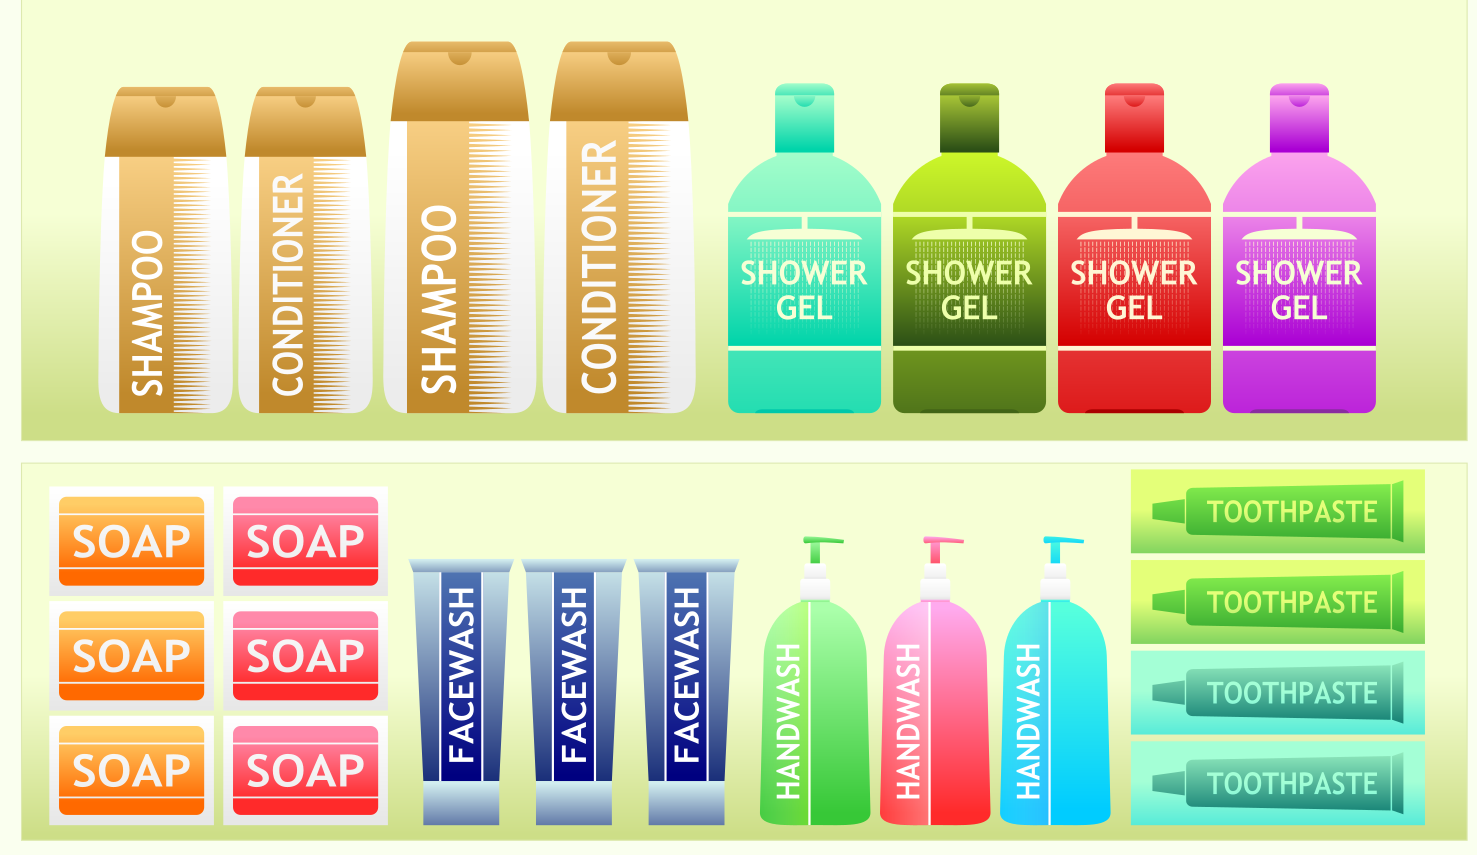 SHAMPOO
CONDITIONER
SHAMPOO
CONDITIONER
SHOWER
GEL
SHOWER
GEL
SHOWER
GEL
SHOWER
GEL
SOAP
SOAP
SOAP
SOAP
SOAP
SOAP
FACEWASH
FACEWASH
FACEWASH
HANDWASH
HANDWASH
HANDWASH
TOOTHPASTE
TOOTHPASTE
TOOTHPASTE
TOOTHPASTE